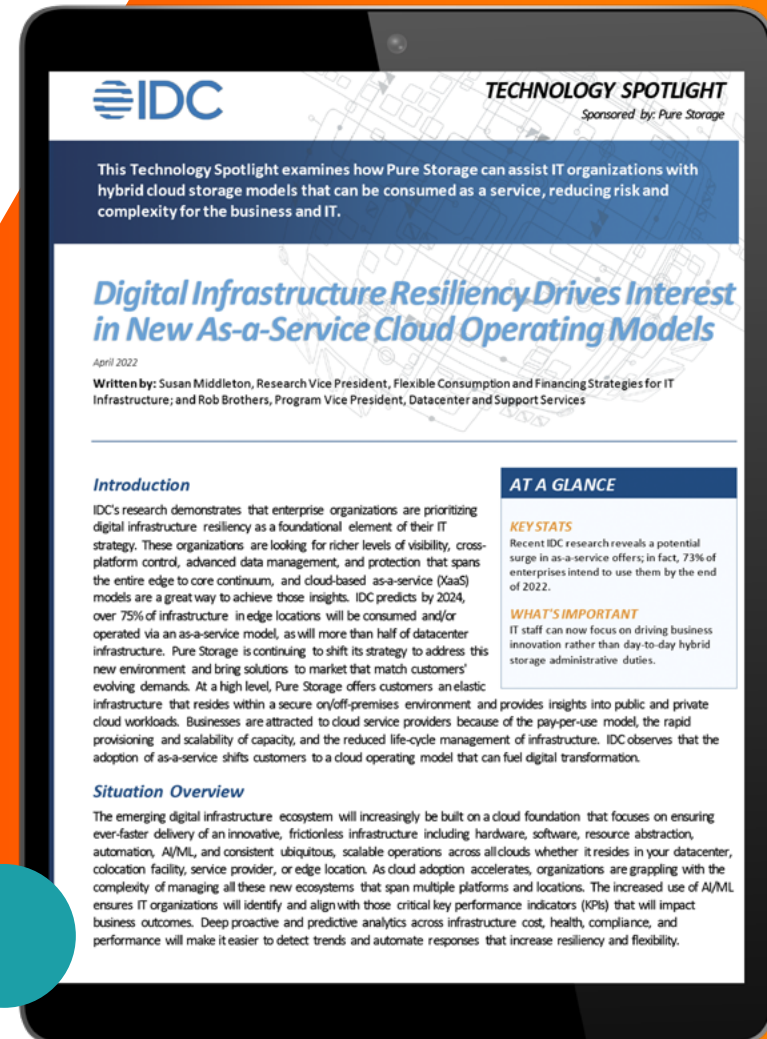 IDC
TECHNOLOGY SPOTLIGHT
Sponsored by: Pure Storage
This Technology Spotlight examines how Pure Storage can assist IT organizations with
hybrid cloud storage models that can be consumed as a service, reducing risk and
complexity for the business and IT.
Digital Infrastructure Resiliency Drives Interest
in New As-a-Service Cloud Operating Models
April 2022
Written by: Susan Middleton, Research Vice President, Flexible Consumption and Financing Strategies for IT
Infrastructure; and Rob Brothers, Program Vice President, Datacenter and Support Services
Introduction
IDC's research demonstrates that enterprise organizations are prioritizing
digital infrastructure resiliency as a foundational element of their IT
strategy. These organizations are looking for richer levels of visibility, cross-
platform control, advanced data management, and protection that spans
the entire edge to core continuum, and cloud-based as-a-service (XaaS)
models are a great way to achieve those insights. IDC predicts by 2024,
over 75% of infrastructure in edge locations will be consumed and/or
operated via an as-a-service model, as will more than half of datacenter
infrastructure. Pure Storage is continuing to shift its strategy to address this
new environment and bring solutions to market that match customers'
evolving demands. At a high level, Pure Storage offers customers an elastic
infrastructure that resides within a secure on/off-premises environment and provides insights into public and private
cloud workloads. Businesses are attracted to cloud service providers because of the pay-per-use model, the rapid
provisioning and scalability of capacity, and the reduced life-cycle management of infrastructure. IDC observes that the
adoption of as-a-service shifts customers to a cloud operating model that can fuel digital transformation.
AT A GLANCE
KEY STATS
Recent IDC research reveals a potential
surge in as-a-service offers; in fact, 73% of
enterprises intend to use them by the end
of 2022.
WHAT'S IMPORTANT
IT staff can now focus on driving business
innovation rather than day-to-day hybrid
storage administrative duties.
Situation Overview
The emerging digital infrastructure ecosystem will increasingly be built on a cloud foundation that focuses on ensuring
ever-faster delivery of an innovative, frictionless infrastructure including hardware, software, resource abstraction,
automation, AI/ML, and consistent ubiquitous, scalable operations across all clouds whether it resides in your datacenter,
colocation facility, service provider, or edge location. As cloud adoption accelerates, organizations are grappling with the
complexity of managing all these new ecosystems that span multiple platforms and locations. The increased use of AI/ML
ensures IT organizations will identify and align with those critical key performance indicators (KPIs) that will impact
business outcomes. Deep proactive and predictive analytics across infrastructure cost, health, compliance, and
performance will make it easier to detect trends and automate responses that increase resiliency and flexibility.